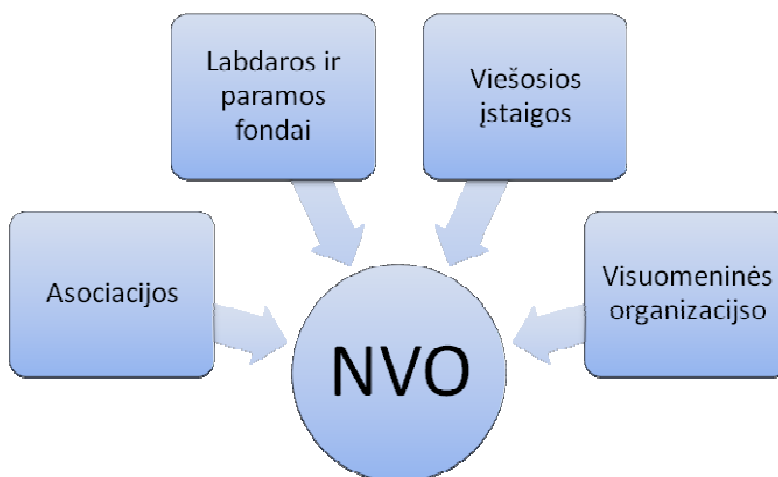 Labdaros ir
paramos
fondai
Viešosios
įstaigos
Asociacijos
Visuomeninės
organizacijso
NVO